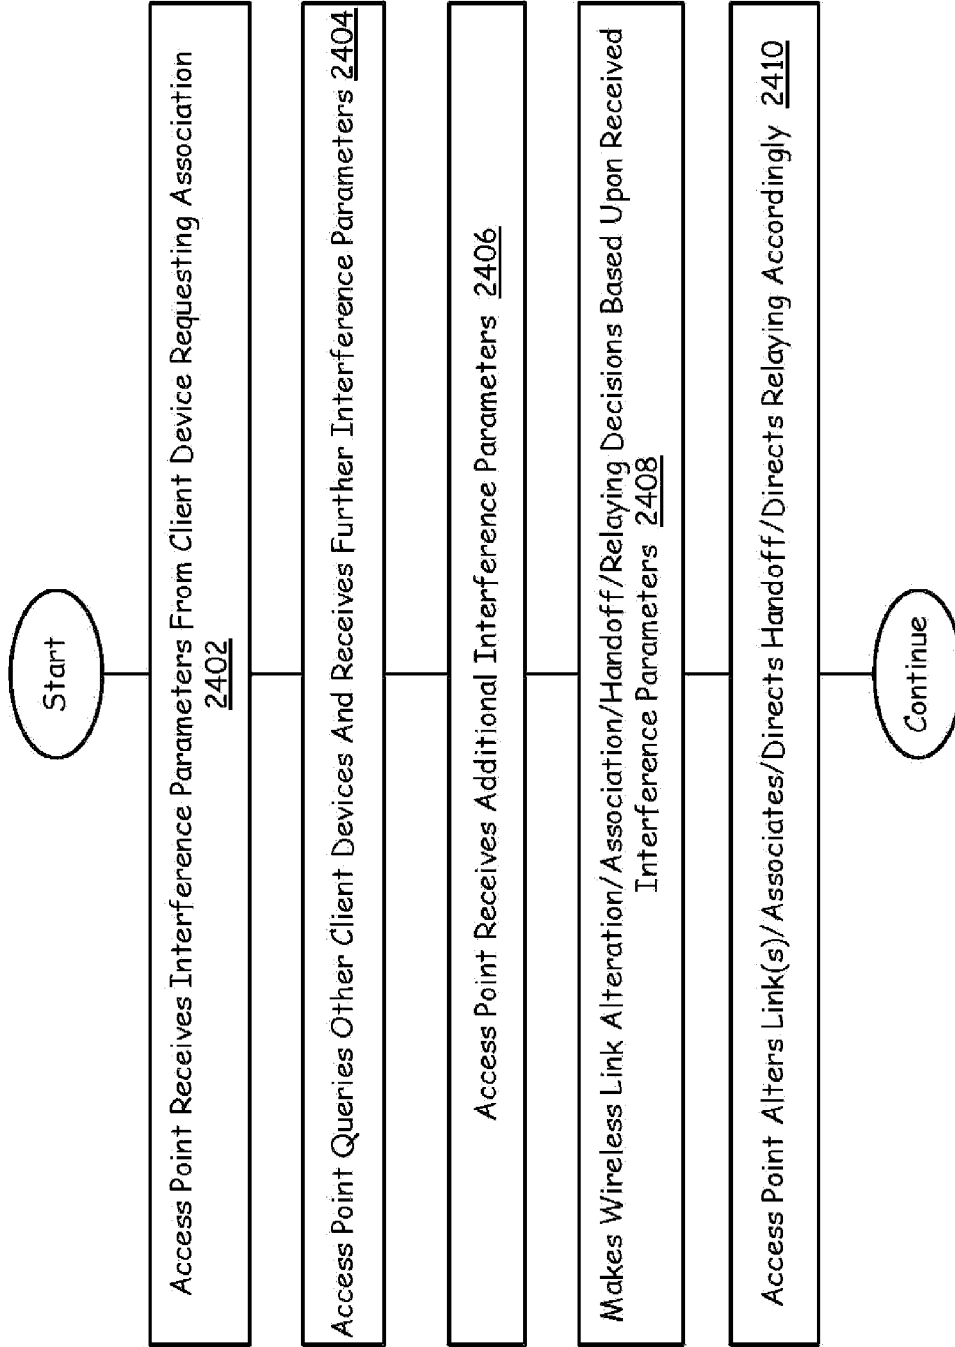 Start
Access Point Receives Interference Parameters From Client Device Requesting Association
2402
Access Point Queries Other Client Devices And Receives Further Interference Parameters 2404
Access Point Receives Additional Interference Parameters 2406
Makes Wireless Link Alteration/Association/Handoff/Relaying Decisions Based Upon Received
Interference Parameters 2408
Access Point Alters Link(s)/Associates/Directs Handoff/Directs Relaying Accordingly 2410
Continue